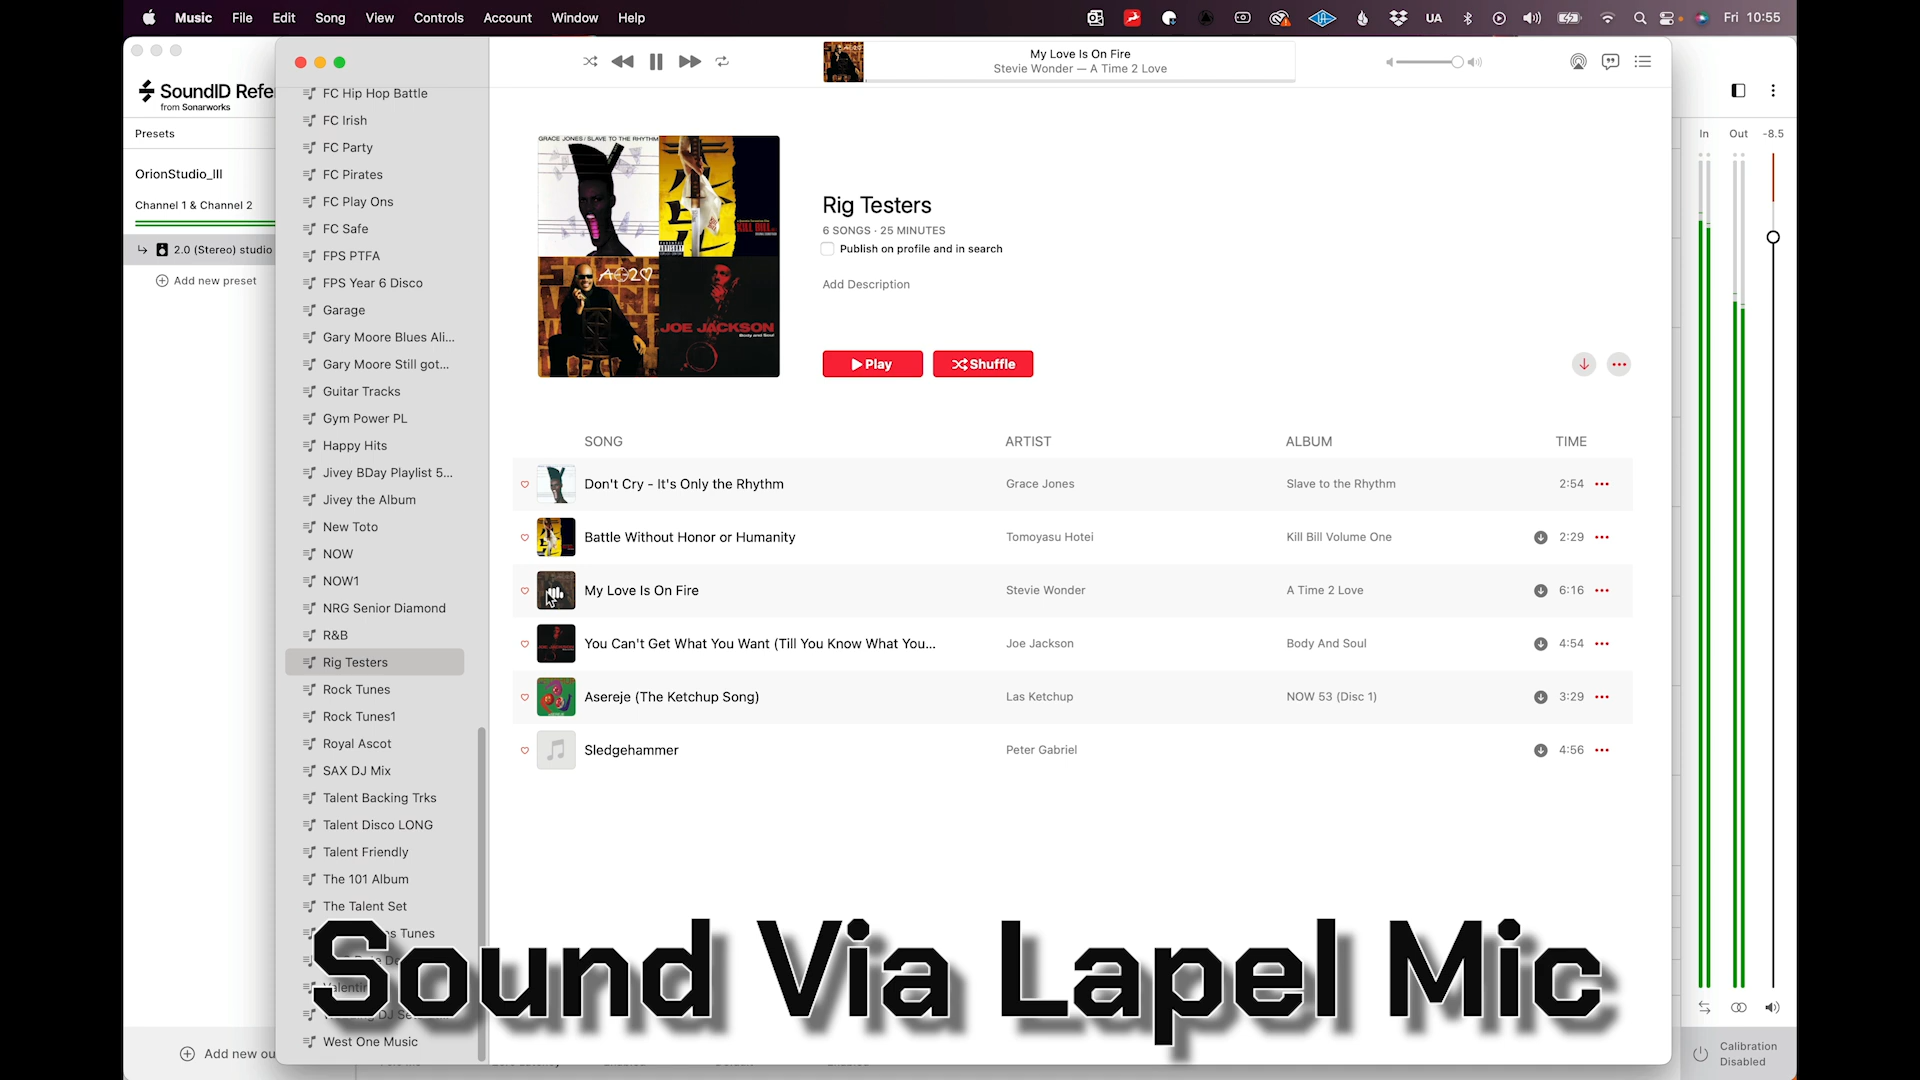 Music File Edit Song View Controls Account Window Help
UA Fri 10:55
SoundID Refe
from Sonarworks
Presets
OrionStudio_III
Channel 1 & Channel 2
2.0 (Stereo) studio
Add new preset
Add new ou
FC Hip Hop Battle
FC Irish
FC Party
FC Pirates
FC Play Ons
FC Safe
FPS PTFA
FPS Year 6 Disco
Garage
Gary Moore Blues Ali...
Gary Moore Still got...
Guitar Tracks
Gym Power PL
Happy Hits
Jivey BDay Playlist 5...
Jivey the Album
New Toto
NOW
NOW1
NRG Senior Diamond
R&B
Rig Testers
Rock Tunes
Rock Tunes1
Royal Ascot
SAX DJ Mix
Talent Backing Trks
Talent Disco LONG
Talent Friendly
The 101 Album
The Talent Set
Tunes
West One Music
My Love Is On Fire
Stevie Wonder — A Time 2 Love
GRACE JONES/SLAVE TO THE RHYTHM
KILL BILL
JOE JACKSON
Body and Soul
Rig Testers
6 SONGS · 25 MINUTES
Publish on profile and in search
Add Description
Play Shuffle
SONG ARTIST ALBUM TIME
Don't Cry - It's Only the Rhythm Grace Jones Slave to the Rhythm 2:54
Battle Without Honor or Humanity Tomoyasu Hotei Kill Bill Volume One 2:29
My Love Is On Fire Stevie Wonder A Time 2 Love 6:16
You Can't Get What You Want (Till You Know What You... Joe Jackson Body And Soul 4:54
Asereje (The Ketchup Song) Las Ketchup NOW 53 (Disc 1) 3:29
Sledgehammer Peter Gabriel 4:56
In Out -8.5
Calibration
Disabled
Sound Via Lapel Mic